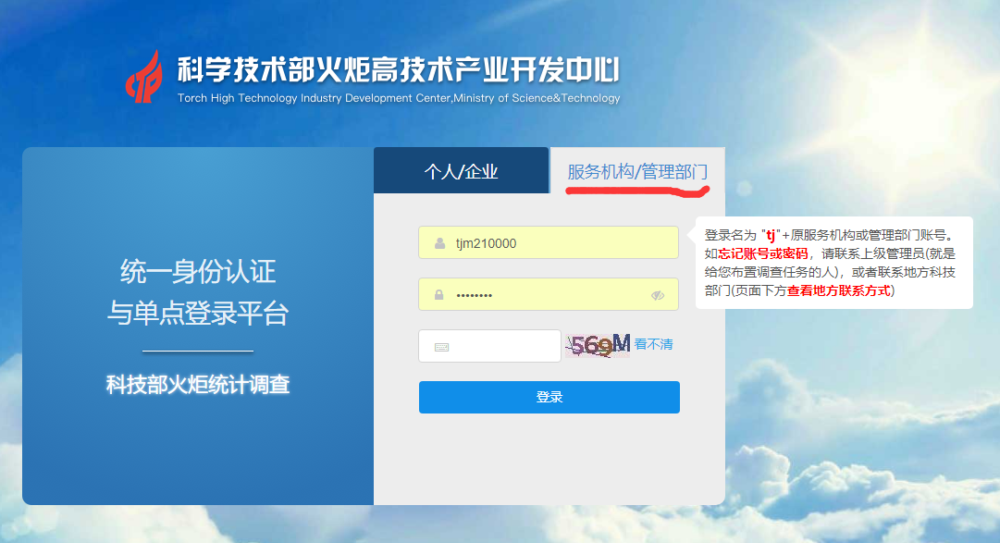 科学技术部火炬高技术产业开发中心
Torch High Technology Industry Development Center,Ministry of Science&Technology
个人/企业
服务机构/管理部门
统一身份认证
与单点登录平台
科技部火炬统计调查
tjm210000
••••••••
569M
看不清
登录
登录名为 "tj"+原服务机构或管理部门账号。
如忘记账号或密码，请联系上级管理员(就是
给您布置调查任务的人)，或者联系地方科技
部门(页面下方查看地方联系方式)